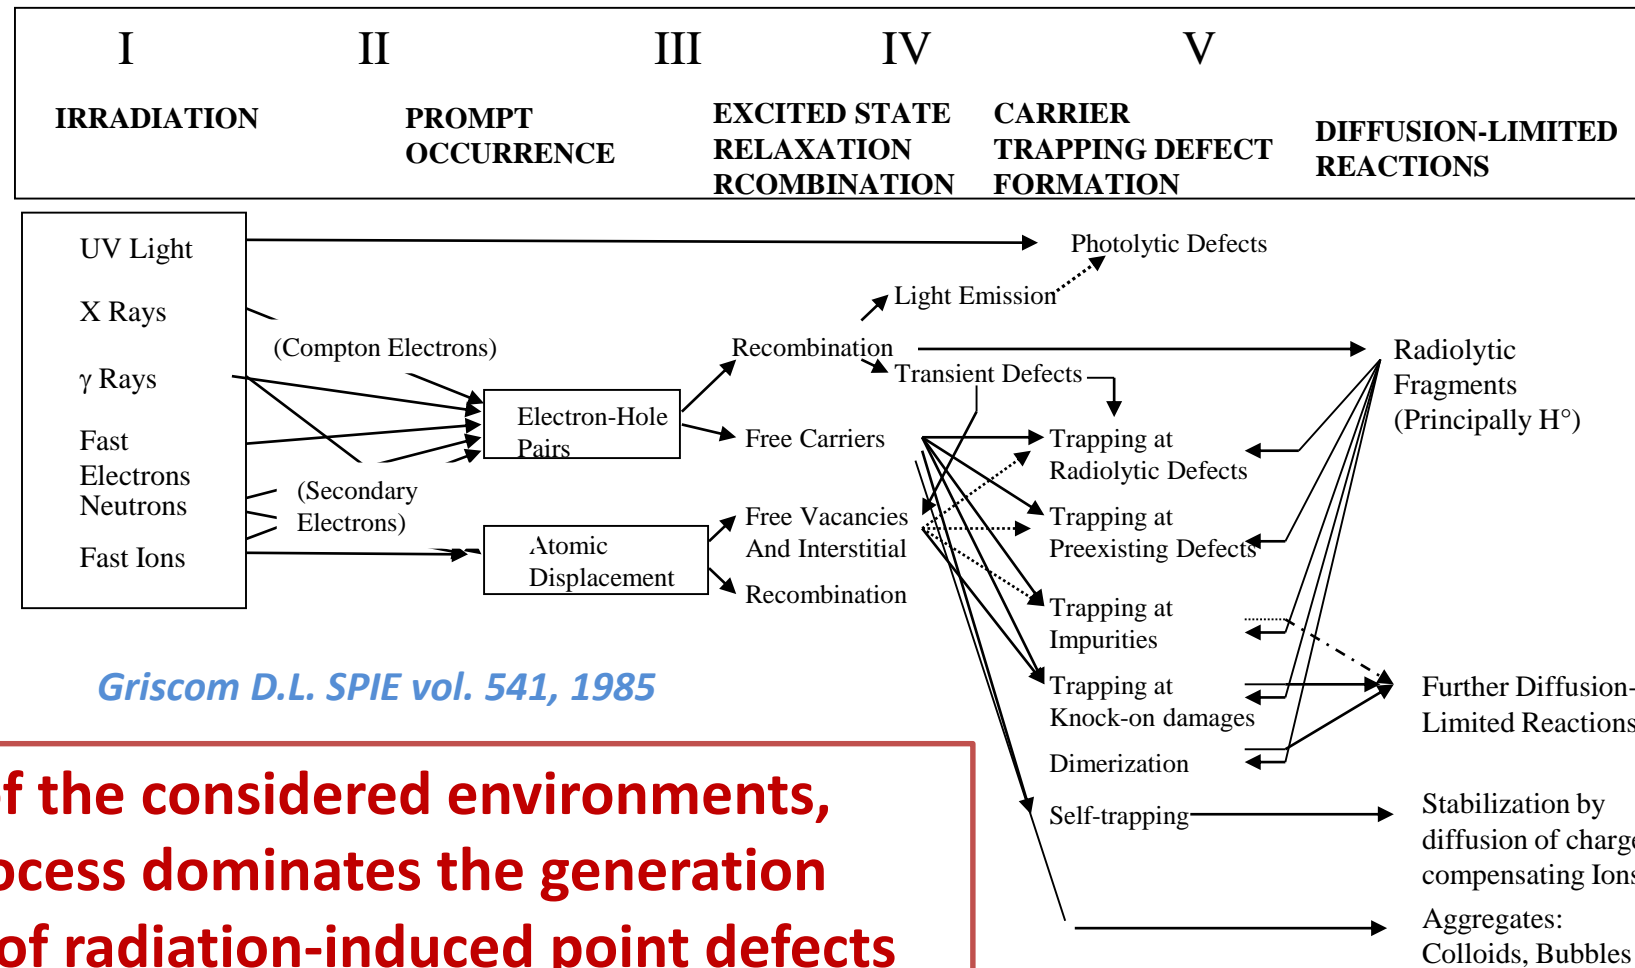 I II III IV V
IRRADIATION
PROMPT
OCCURRENCE
EXCITED STATE
RELAXATION
RCOMBINATION
CARRIER
TRAPPING DEFECT
FORMATION
DIFFUSION-LIMITED
REACTIONS
UV Light
X Rays
γ Rays
Fast
Electrons
Neutrons
Fast Ions
(Compton Electrons)
(Secondary
Electrons)
Electron-Hole
Pairs
Atomic
Displacement
Recombination
Free Carriers
Free Vacancies
And Interstitial
Recombination
Light Emission
Transient Defects
Photolytic Defects
Trapping at
Radiolytic Defects
Trapping at
Preexisting Defects
Trapping at
Impurities
Trapping at
Knock-on damages
Dimerization
Self-trapping
Radiolytic
Fragments
(Principally H°)
Further Diffusion-
Limited Reactions
Stabilization by
diffusion of charge
compensating Ions
Aggregates:
Colloids, Bubbles
Griscom D.L. SPIE vol. 541, 1985
of the considered environments,
ocess dominates the generation
of radiation-induced point defects